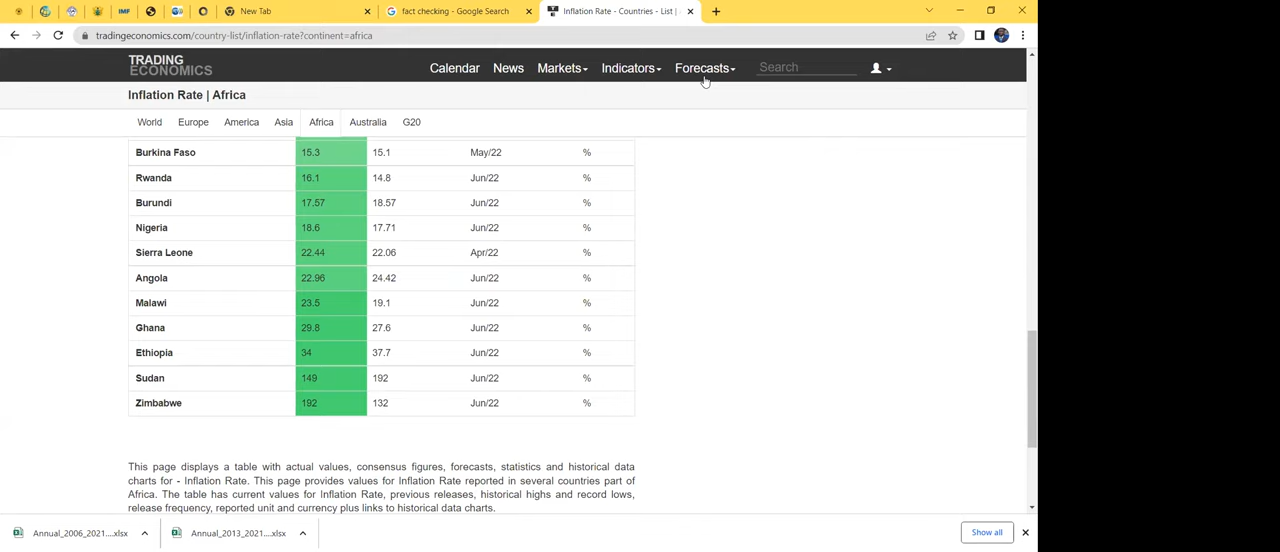 IMF
New Tab
fact checking - Google Search
Inflation Rate - Countries - List |
tradingeconomics.com/country-list/inflation-rate?continent=africa
TRADING
ECONOMICS
Calendar News Markets Indicators Forecasts Search
Inflation Rate | Africa
World Europe America Asia Africa Australia G20
Burkina Faso 15.3 15.1 May/22 %
Rwanda 16.1 14.8 Jun/22 %
Burundi 17.57 18.57 Jun/22 %
Nigeria 18.6 17.71 Jun/22 %
Sierra Leone 22.44 22.06 Apr/22 %
Angola 22.96 24.42 Jun/22 %
Malawi 23.5 19.1 Jun/22 %
Ghana 29.8 27.6 Jun/22 %
Ethiopia 34 37.7 Jun/22 %
Sudan 149 192 Jun/22 %
Zimbabwe 192 132 Jun/22 %
This page displays a table with actual values, consensus figures, forecasts, statistics and historical data
charts for - Inflation Rate. This page provides values for Inflation Rate reported in several countries part of
Africa. The table has current values for Inflation Rate, previous releases, historical highs and record lows,
release frequency, reported unit and currency plus links to historical data charts.
Annual_2006_2021....xlsx
Annual_2013_2021....xlsx
Show all